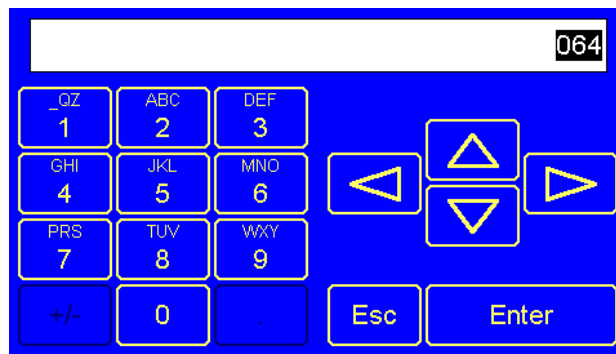 064
_QZ ABC DEF
1 2 3
GHI JKL MNO
4 5 6
PRS TUV WXY
7 8 9
+/- 0 . Esc Enter